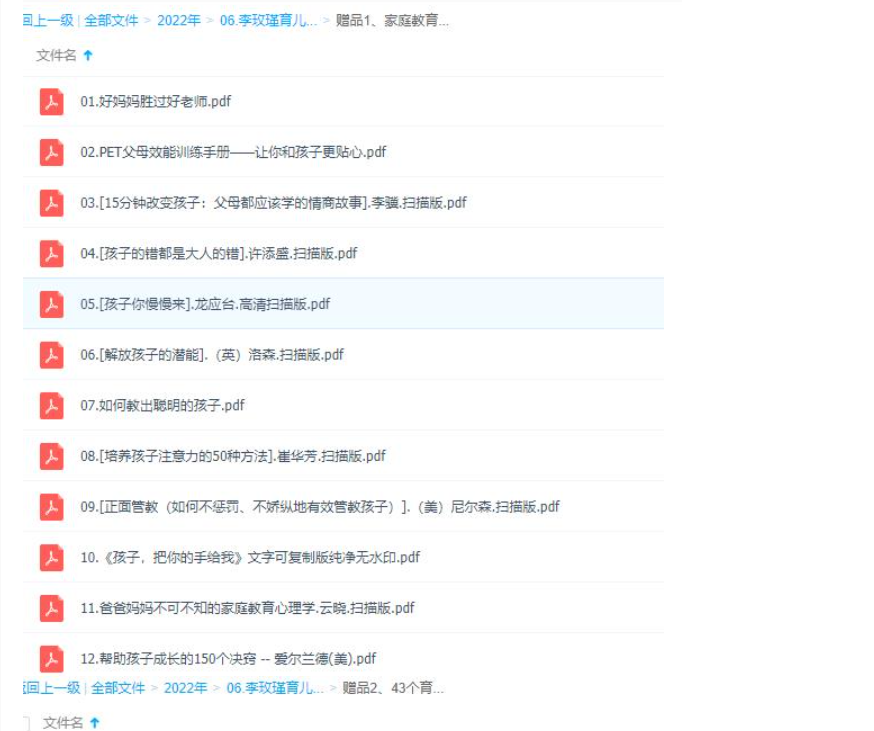 回上一级 | 全部文件 > 2022年 > 06.李玫瑾育儿... > 赠品1、家庭教育...
文件名
01.好妈妈胜过好老师.pdf
02.PET父母效能训练手册——让你和孩子更贴心.pdf
03.[15分钟改变孩子：父母都应该学的情商故事].李骥.扫描版.pdf
04.[孩子的错都是大人的错].许添盛.扫描版.pdf
05.[孩子你慢慢来].龙应台.高清扫描版.pdf
06.[解放孩子的潜能].（英）洛森.扫描版.pdf
07.如何教出聪明的孩子.pdf
08.[培养孩子注意力的50种方法].崔华芳.扫描版.pdf
09.[正面管教（如何不惩罚、不娇纵地有效管教孩子）].（美）尼尔森.扫描版.pdf
10.《孩子，把你的手给我》文字可复制版纯净无水印.pdf
11.爸爸妈妈不可不知的家庭教育心理学.云晓.扫描版.pdf
12.帮助孩子成长的150个决窍 -- 爱尔兰德(美).pdf
回上一级 | 全部文件 > 2022年 > 06.李玫瑾育儿... > 赠品2、43个育...
文件名